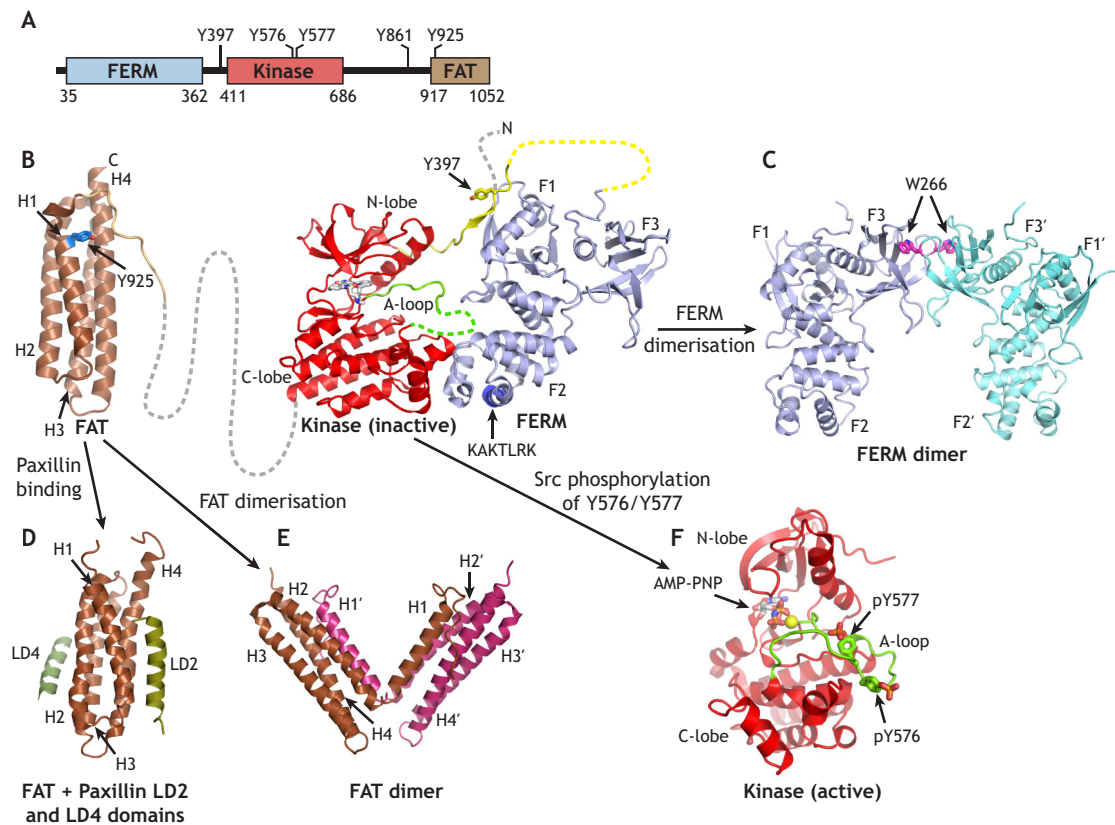 A
Y397
Y576
Y577
Y861
Y925
FERM
Kinase
FAT
35
362
411
686
917
1052
B
C
H4
H1
Y925
H2
H3
FAT
N
Y397
F1
N-lobe
F3
A-loop
C-lobe
F2
Kinase (inactive)
FERM
KAKTLRK
FERM
dimerisation
C
W266
F3
F3′
F1
F1′
F2
F2′
FERM dimer
Paxillin
binding
FAT dimerisation
Src phosphorylation
of Y576/Y577
D
H1
H4
LD4
LD2
H2
H3
FAT + Paxillin LD2
and LD4 domains
E
H2′
H2
H1′
H1
H3
H3′
H4
H4′
FAT dimer
F
N-lobe
AMP-PNP
pY577
A-loop
C-lobe
pY576
Kinase (active)